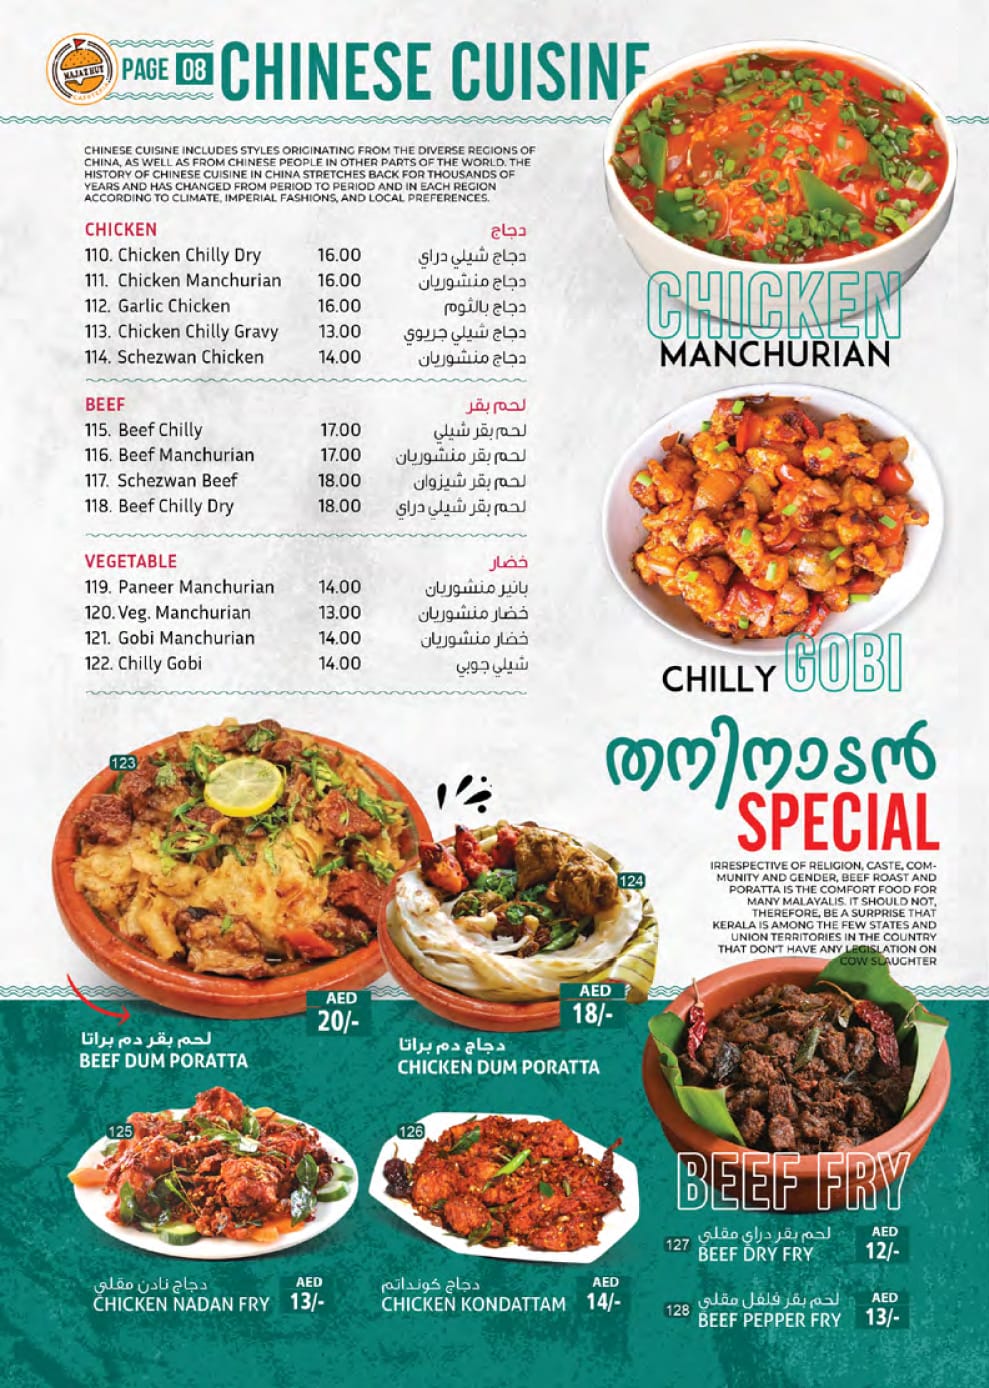 MAJAZ HUT
CAFETERIA
PAGE 08
CHINESE CUISINE
CHINESE CUISINE INCLUDES STYLES ORIGINATING FROM THE DIVERSE REGIONS OF
CHINA, AS WELL AS FROM CHINESE PEOPLE IN OTHER PARTS OF THE WORLD. THE
HISTORY OF CHINESE CUISINE IN CHINA STRETCHES BACK FOR THOUSANDS OF
YEARS AND HAS CHANGED FROM PERIOD TO PERIOD AND IN EACH REGION
ACCORDING TO CLIMATE, IMPERIAL FASHIONS, AND LOCAL PREFERENCES.
CHICKEN دجاج
110. Chicken Chilly Dry 16.00 دجاج شيلي دراي
111. Chicken Manchurian 16.00 دجاج منشوريان
112. Garlic Chicken 16.00 دجاج بالثوم
113. Chicken Chilly Gravy 13.00 دجاج شيلي جريوي
114. Schezwan Chicken 14.00 دجاج منشوريان
BEEF لحم بقر
115. Beef Chilly 17.00 لحم بقر شيلي
116. Beef Manchurian 17.00 لحم بقر منشوريان
117. Schezwan Beef 18.00 لحم بقر شيزوان
118. Beef Chilly Dry 18.00 لحم بقر شيلي دراي
VEGETABLE خضار
119. Paneer Manchurian 14.00 بانير منشوريان
120. Veg. Manchurian 13.00 خضار منشوريان
121. Gobi Manchurian 14.00 خضار منشوريان
122. Chilly Gobi 14.00 شيلي جوبي
CHICKEN
MANCHURIAN
CHILLY GOBI
തനിനാടൻ
SPECIAL
IRRESPECTIVE OF RELIGION, CASTE, COM-
MUNITY AND GENDER, BEEF ROAST AND
PORATTA IS THE COMFORT FOOD FOR
MANY MALAYALIS. IT SHOULD NOT,
THEREFORE, BE A SURPRISE THAT
KERALA IS AMONG THE FEW STATES AND
UNION TERRITORIES IN THE COUNTRY
THAT DON'T HAVE ANY LEGISLATION ON
COW SLAUGHTER
123
AED
20/-
لحم بقر دم براتا
BEEF DUM PORATTA
124
AED
18/-
دجاج دم براتا
CHICKEN DUM PORATTA
125
دجاج نادن مقلي
CHICKEN NADAN FRY
AED
13/-
126
دجاج كونداتم
CHICKEN KONDATTAM
AED
14/-
BEEF FRY
127
لحم بقر دراي مقلي
BEEF DRY FRY
AED
12/-
128
لحم بقر فلفل مقلي
BEEF PEPPER FRY
AED
13/-